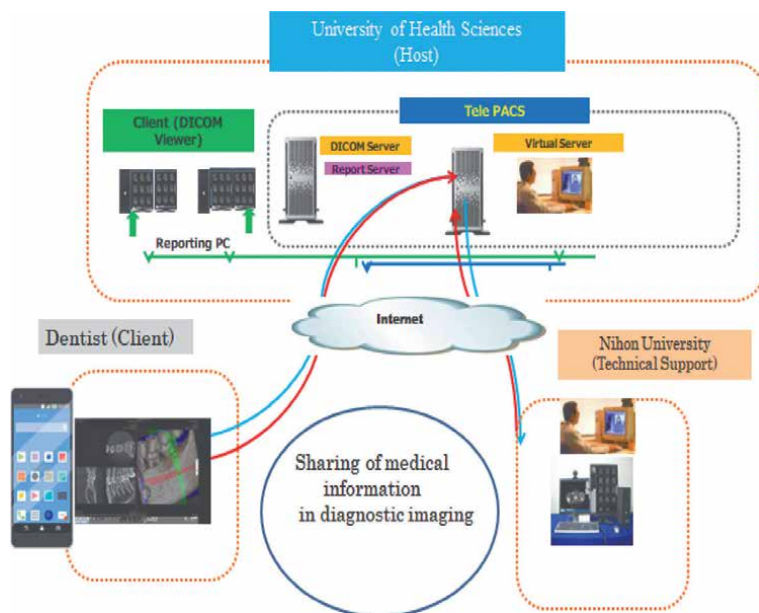 University of Health Sciences
(Host)
Tele PACS
Client (DICOM
Viewer)
DICOM Server
Report Server
Virtual Server
Reporting PC
Internet
Dentist (Client)
Nihon University
(Technical Support)
Sharing of medical
information
in diagnostic imaging